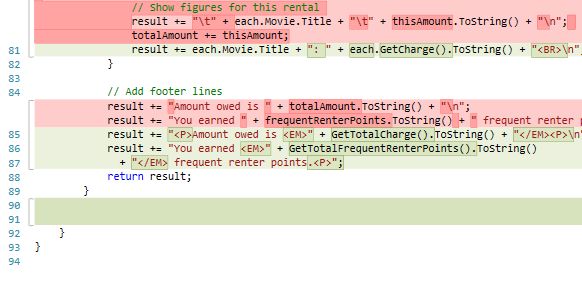 // Show figures for this rental
result += "\t" + each.Movie.Title + "\t" + thisAmount.ToString() + "\n";
totalAmount += thisAmount;
81 result += each.Movie.Title + ": " + each.GetCharge().ToString() + "<BR>\n"
82 }
83
84 // Add footer lines
result += "Amount owed is " + totalAmount.ToString() + "\n";
result += "You earned " + frequentRenterPoints.ToString() + " frequent renter
85 result += "<P>Amount owed is <EM>" + GetTotalCharge().ToString() + "</EM><P>\n"
86 result += "You earned <EM>" + GetTotalFrequentRenterPoints().ToString()
87 + "</EM> frequent renter points.<P>";
88 return result;
89 }
90
91
92 }
93 }
94